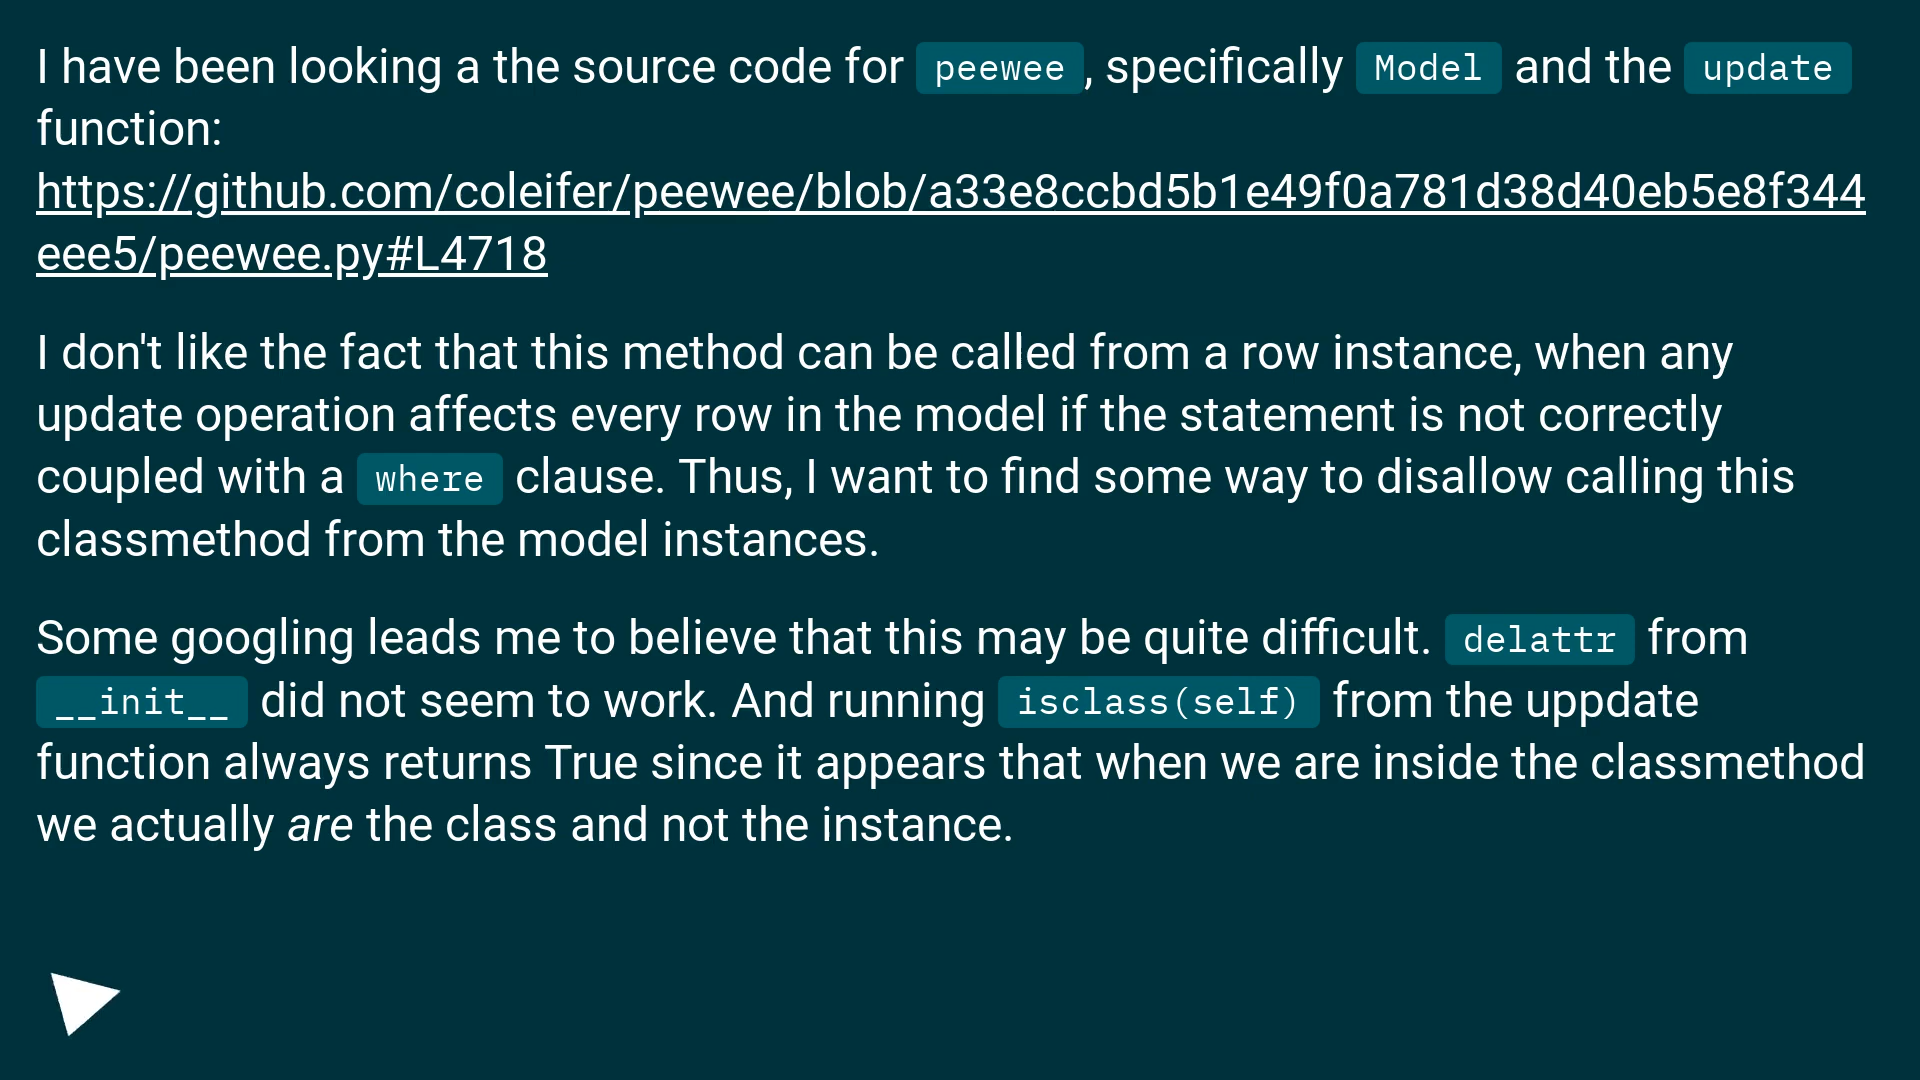 I have been looking a the source code for peewee, specifically Model and the update
function:
https://github.com/coleifer/peewee/blob/a33e8ccbd5b1e49f0a781d38d40eb5e8f344
eee5/peewee.py#L4718
I don't like the fact that this method can be called from a row instance, when any
update operation affects every row in the model if the statement is not correctly
coupled with a where clause. Thus, I want to find some way to disallow calling this
classmethod from the model instances.
Some googling leads me to believe that this may be quite difficult. delattr from
__init__ did not seem to work. And running isclass(self) from the uppdate
function always returns True since it appears that when we are inside the classmethod
we actually are the class and not the instance.